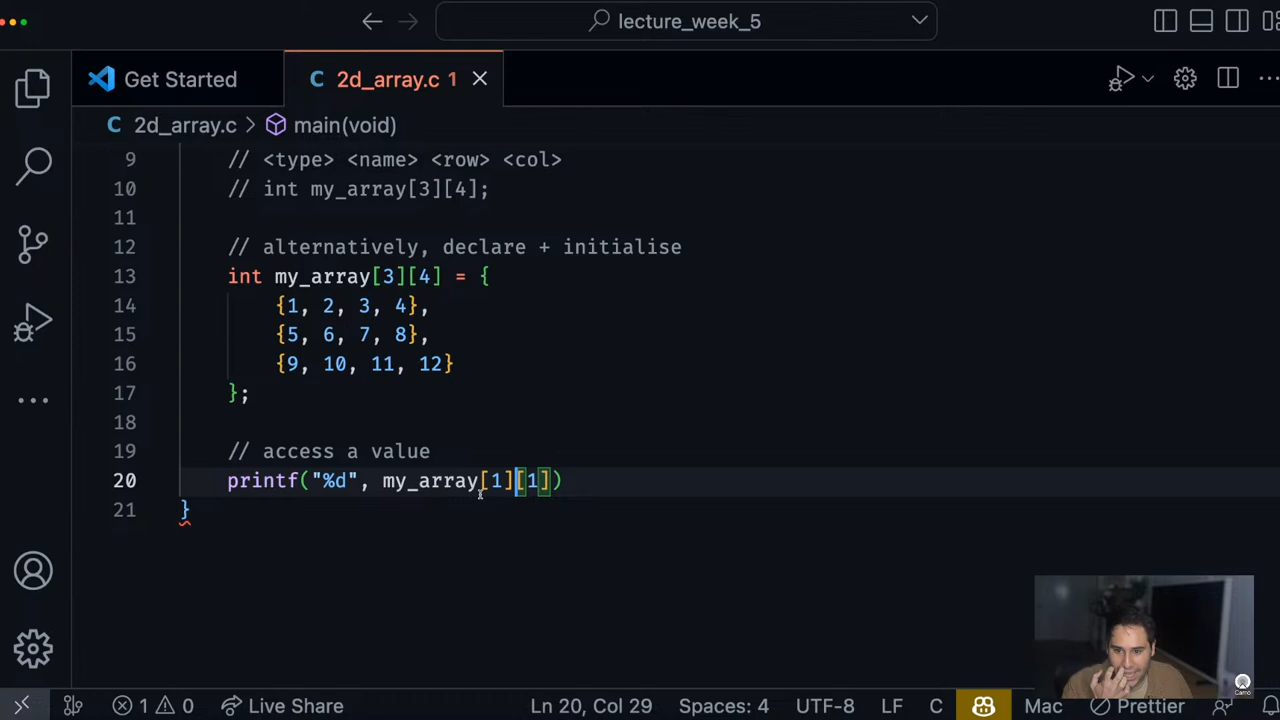 lecture_week_5
Get Started
C 2d_array.c 1
C 2d_array.c > main(void)
9 // <type> <name> <row> <col>
10 // int my_array[3][4];
11
12 // alternatively, declare + initialise
13 int my_array[3][4] = {
14 {1, 2, 3, 4},
15 {5, 6, 7, 8},
16 {9, 10, 11, 12}
17 };
18
19 // access a value
20 printf("%d", my_array[1][1])
21 }
Camo
1 0 Live Share Ln 20, Col 29 Spaces: 4 UTF-8 LF C Mac Prettier